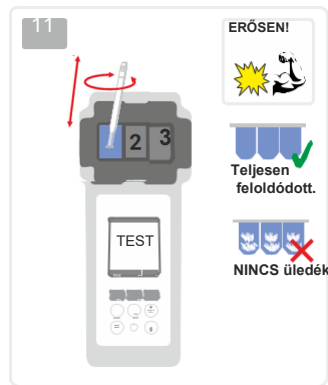 11
ERŐSEN!
2 3
Teljesen
feloldódott.
TEST
NINCS üledék